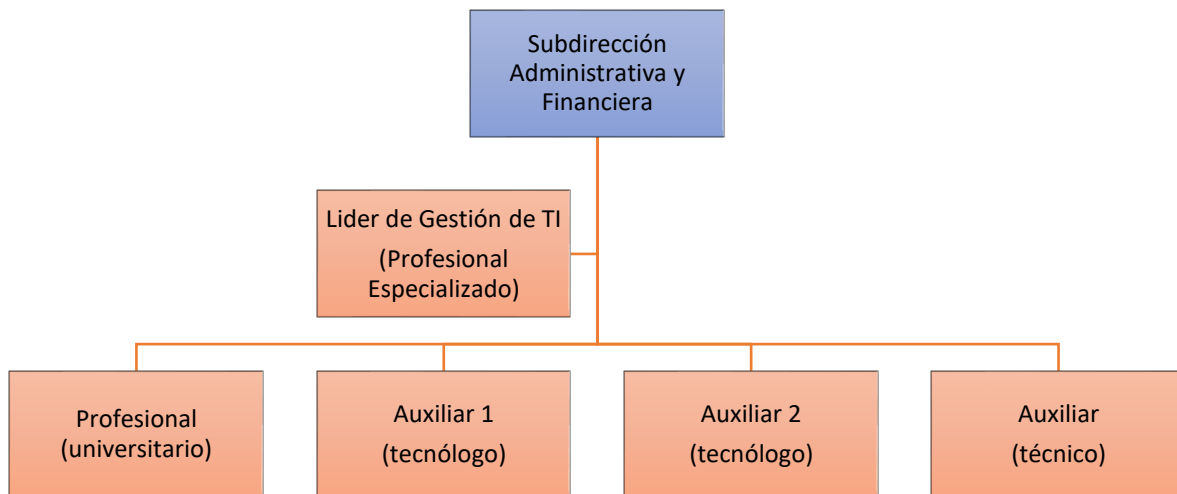 Subdirección
Administrativa y
Financiera
Lider de Gestión de TI
(Profesional
Especializado)
Profesional
(universitario)
Auxiliar 1
(tecnólogo)
Auxiliar 2
(tecnólogo)
Auxiliar
(técnico)